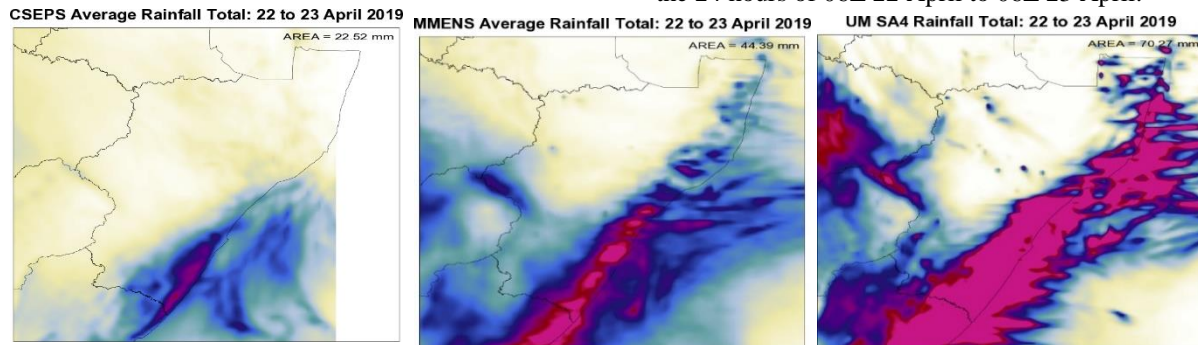 the 24 hours of 08Z 22 April to 08Z 23 April.
CSEPS Average Rainfall Total: 22 to 23 April 2019
AREA = 22.52 mm
MMENS Average Rainfall Total: 22 to 23 April 2019
AREA = 44.39 mm
UM SA4 Rainfall Total: 22 to 23 April 2019
AREA = 70.27 mm